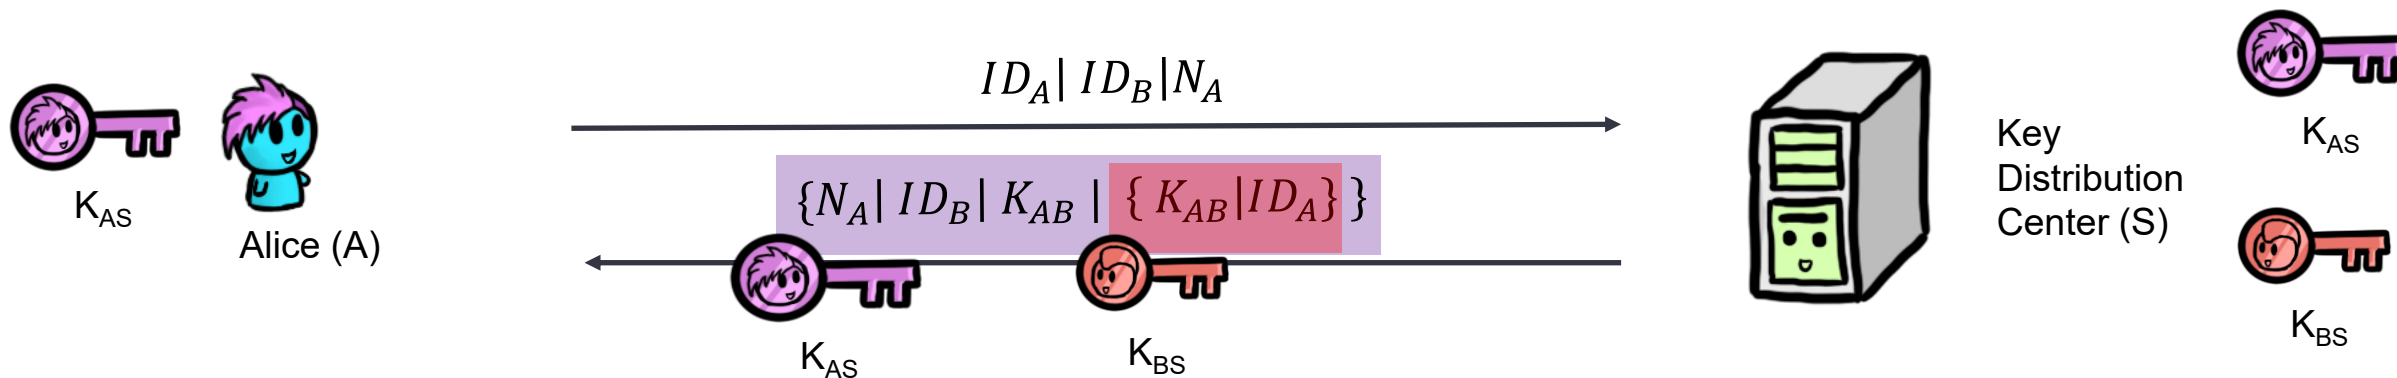 ID_A| ID_B|N_A
{N_A| ID_B| K_AB | { K_AB|ID_A} }
K_AS
Alice (A)
K_AS
K_BS
Key
Distribution
Center (S)
K_AS
K_BS